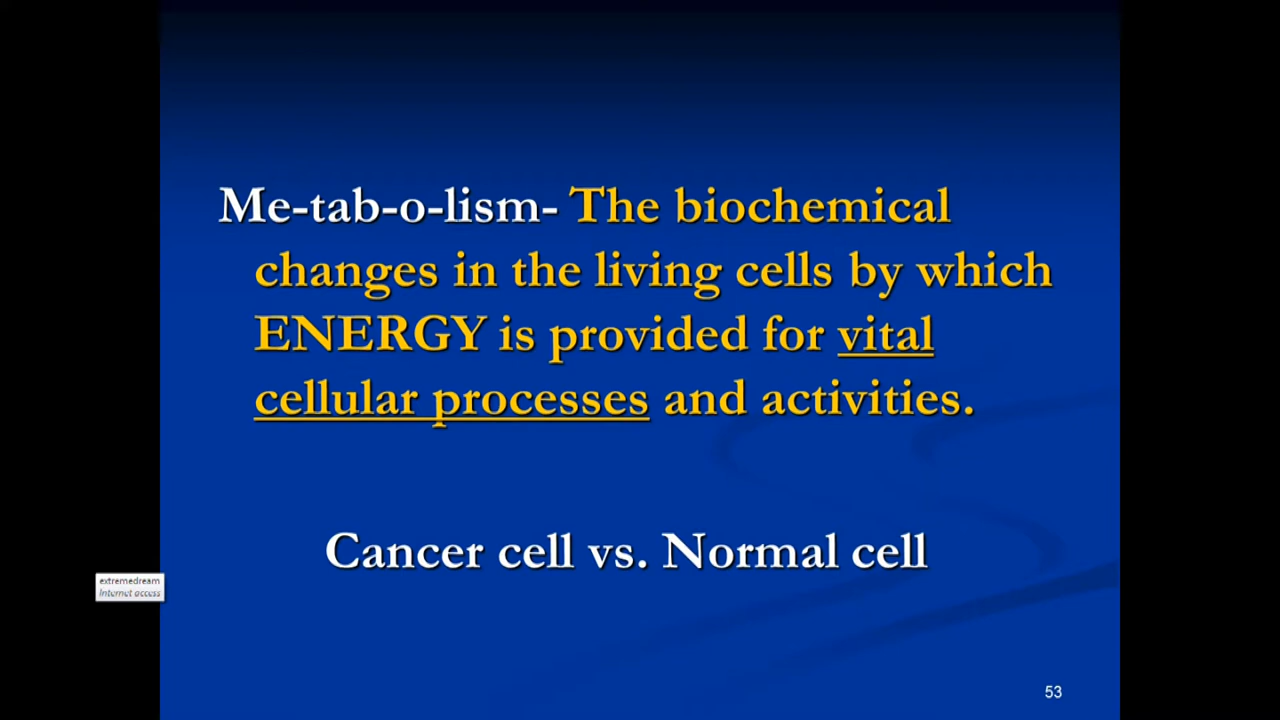 Me-tab-o-lism- The biochemical
changes in the living cells by which
ENERGY is provided for vital
cellular processes and activities.
Cancer cell vs. Normal cell
extremedream
Internet access
53